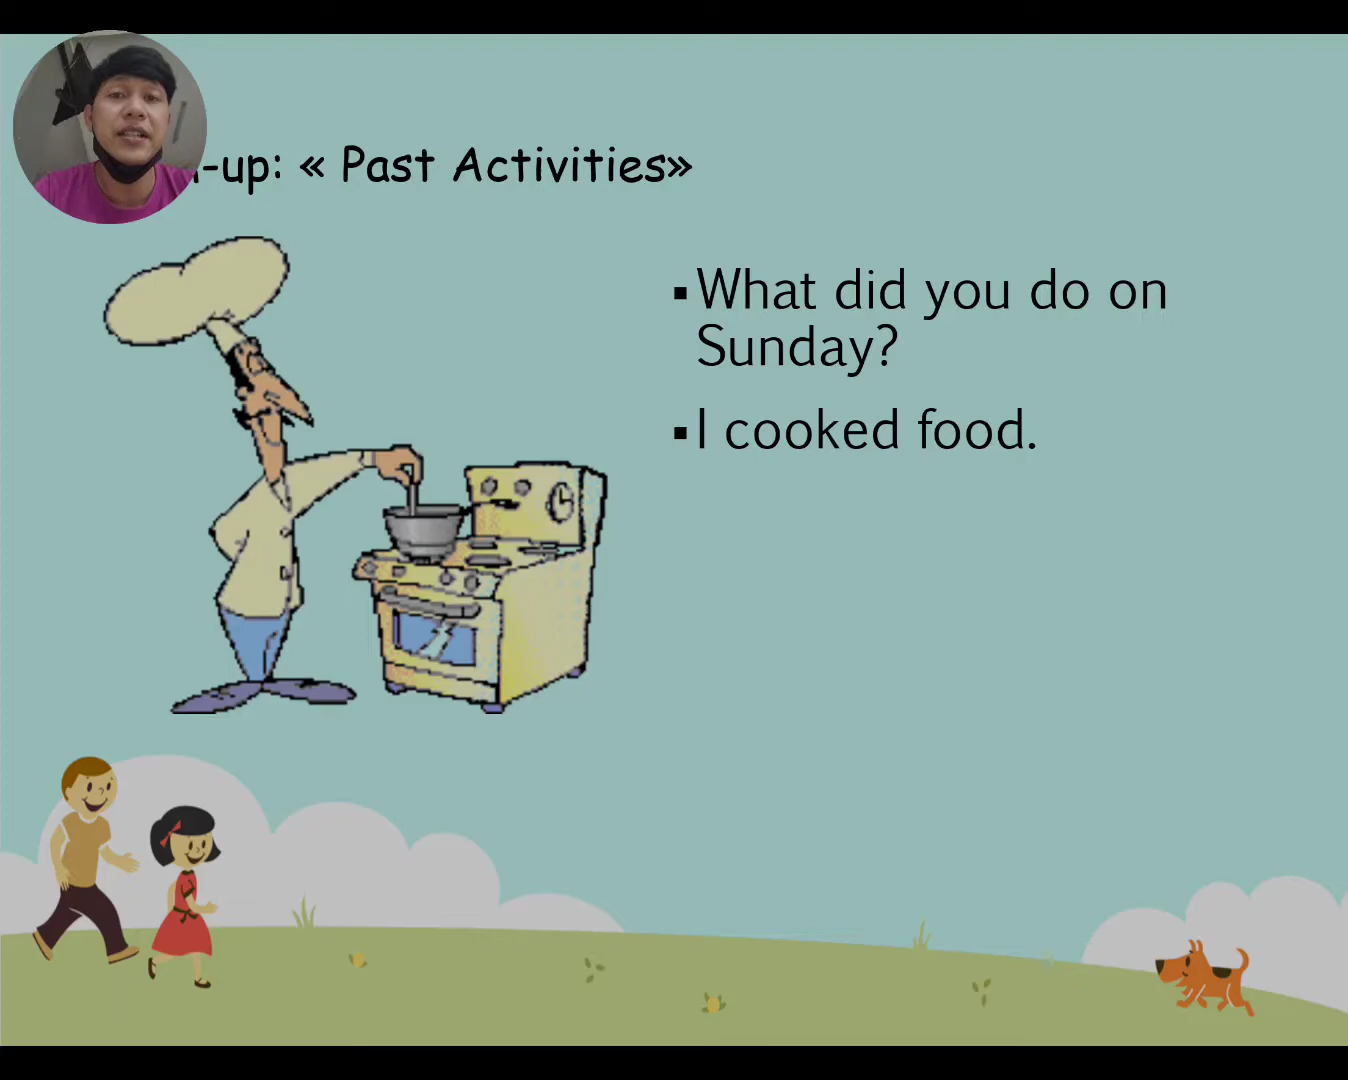 -up: « Past Activities»
▪What did you do on
Sunday?
▪I cooked food.